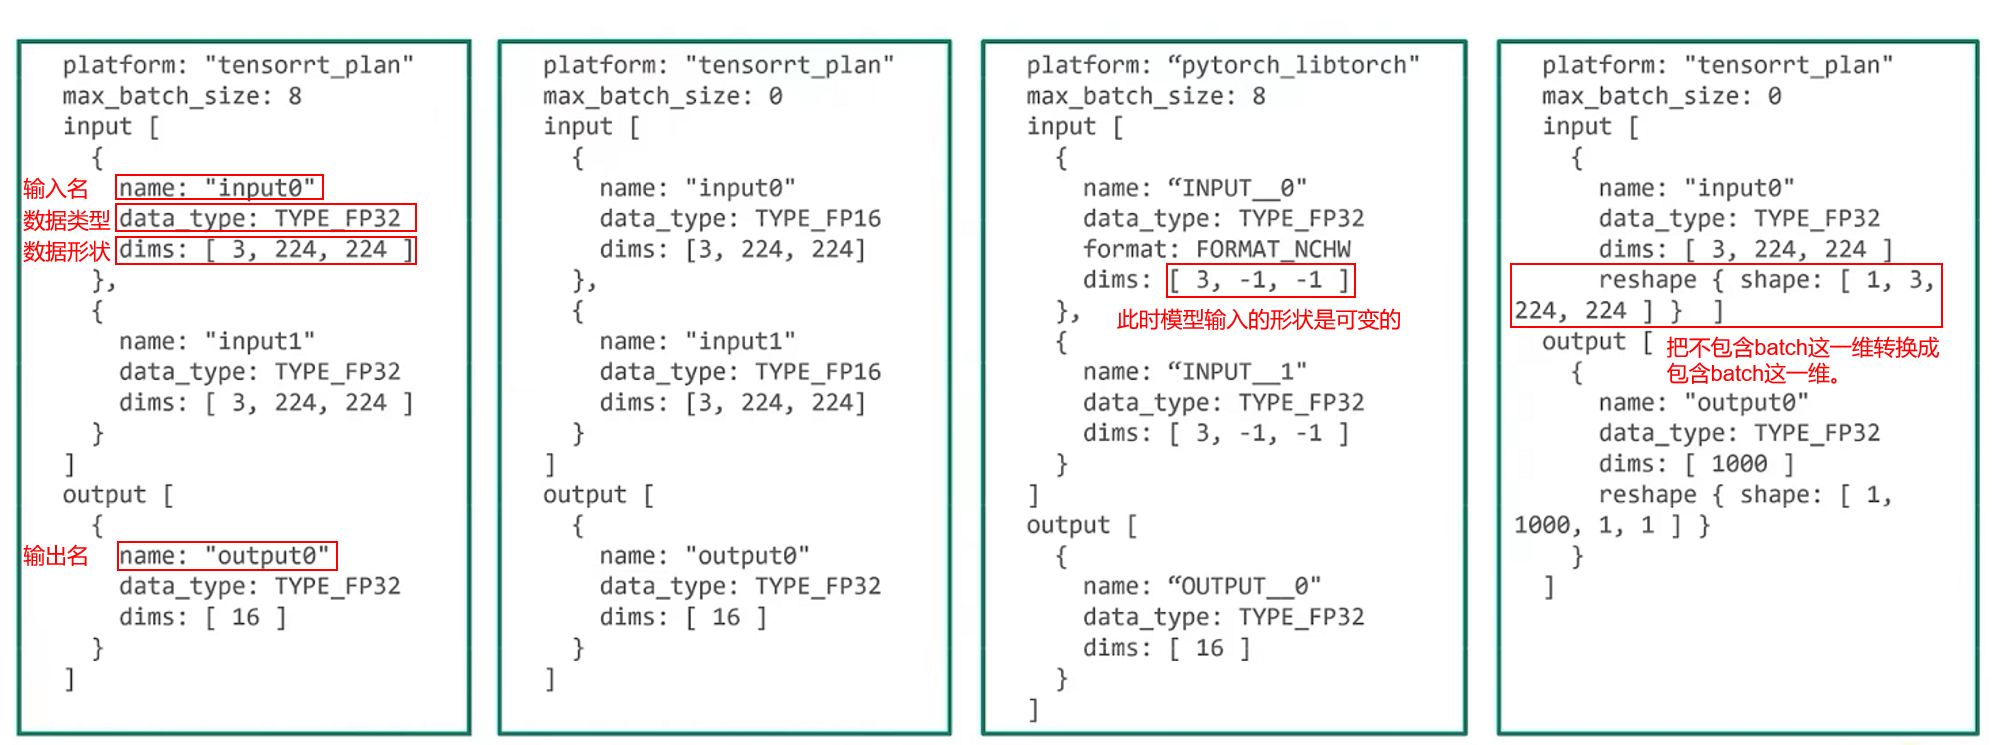 platform: "tensorrt_plan"
max_batch_size: 8
input [
{
输入名 name: "input0"
数据类型 data_type: TYPE_FP32
数据形状 dims: [ 3, 224, 224 ]
},
{
name: "input1"
data_type: TYPE_FP32
dims: [ 3, 224, 224 ]
}
]
output [
{
输出名 name: "output0"
data_type: TYPE_FP32
dims: [ 16 ]
}
]
platform: "tensorrt_plan"
max_batch_size: 0
input [
{
name: "input0"
data_type: TYPE_FP16
dims: [3, 224, 224]
},
{
name: "input1"
data_type: TYPE_FP16
dims: [3, 224, 224]
}
]
output [
{
name: "output0"
data_type: TYPE_FP32
dims: [ 16 ]
}
]
platform: “pytorch_libtorch"
max_batch_size: 8
input [
{
name: “INPUT__0"
data_type: TYPE_FP32
format: FORMAT_NCHW
dims: [ 3, -1, -1 ]
},
此时模型输入的形状是可变的
{
name: “INPUT__1"
data_type: TYPE_FP32
dims: [ 3, -1, -1 ]
}
]
output [
{
name: “OUTPUT__0"
data_type: TYPE_FP32
dims: [ 16 ]
}
]
platform: "tensorrt_plan"
max_batch_size: 0
input [
{
name: "input0"
data_type: TYPE_FP32
dims: [ 3, 224, 224 ]
reshape { shape: [ 1, 3,
224, 224 ] }  ]
output [
把不包含batch这一维转换成
包含batch这一维。
{
name: "output0"
data_type: TYPE_FP32
dims: [ 1000 ]
reshape { shape: [ 1,
1000, 1, 1 ] }
}
]